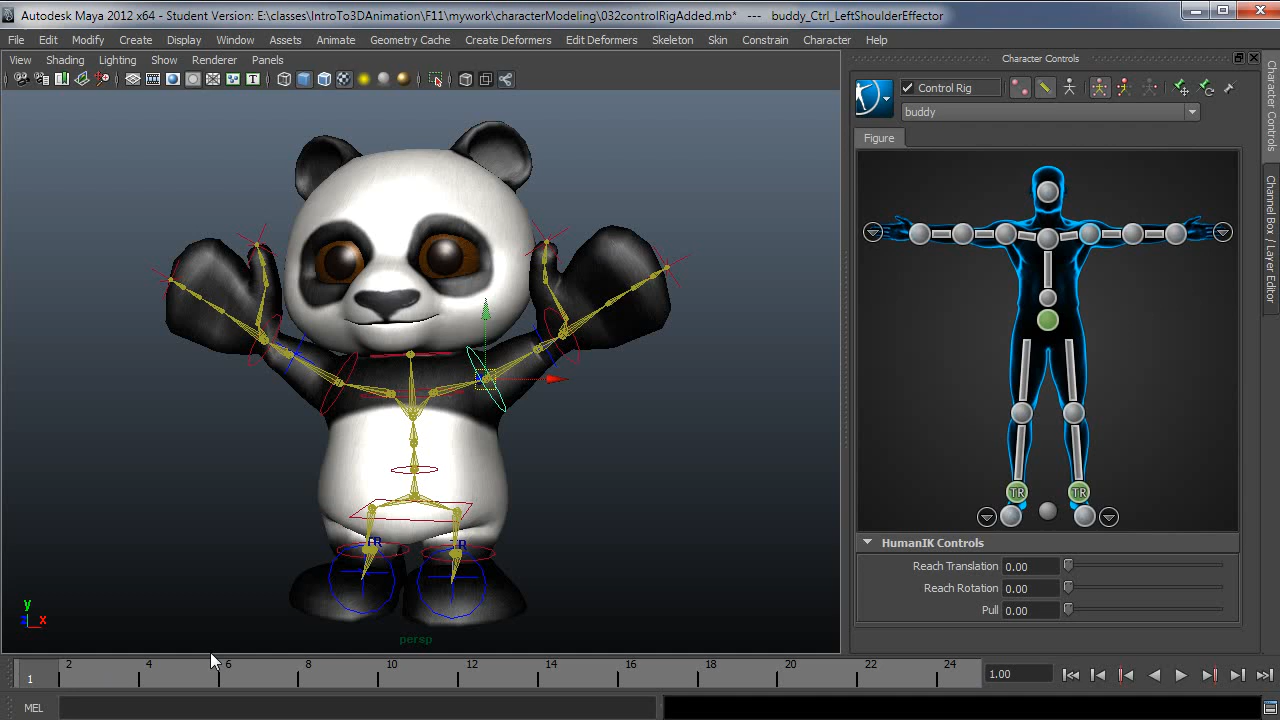 Autodesk Maya 2012 x64 - Student Version: E:\classes\IntroTo3DAnimation\F11\mywork\characterModeling\032controlRigAdded.mb* --- buddy_Ctrl_LeftShoulderEffector
File Edit Modify Create Display Window Assets Animate Geometry Cache Create Deformers Edit Deformers Skeleton Skin Constrain Character Help
View Shading Lighting Show Renderer Panels
Character Controls
Control Rig
buddy
Figure
Character Controls
Channel Box / Layer Editor
T
R
R
TR
TR
HumanIK Controls
Reach Translation 0.00
Reach Rotation 0.00
Pull 0.00
y
z x
persp
2 4 6 8 10 12 14 16 18 20 22 24
1
1.00
MEL